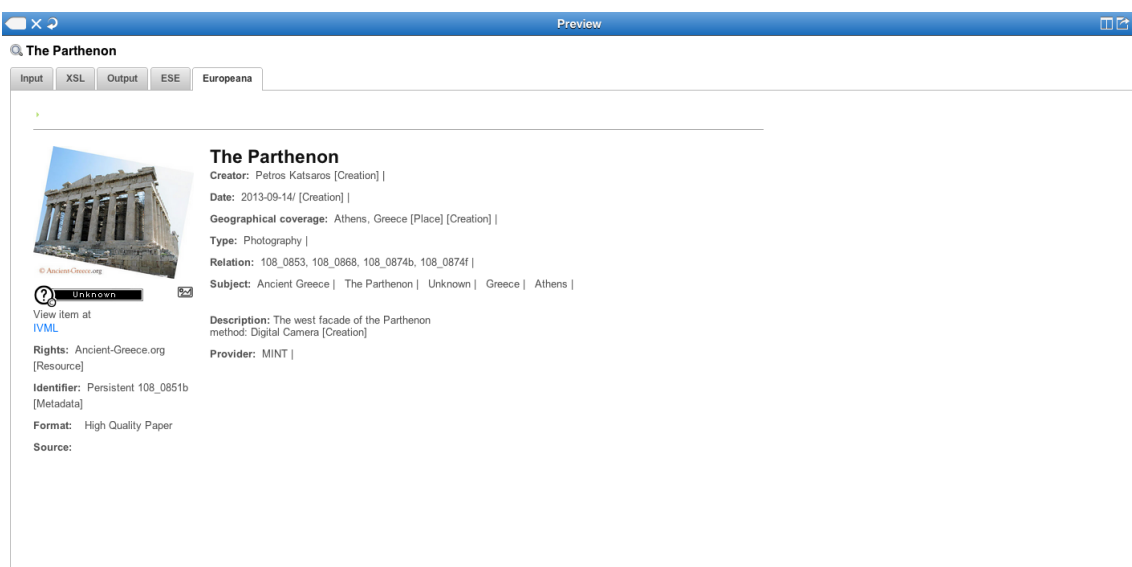 Preview
The Parthenon
Input XSL Output ESE Europeana
›
The Parthenon
Creator: Petros Katsaros [Creation] |
Date: 2013-09-14/ [Creation] |
Geographical coverage: Athens, Greece [Place] [Creation] |
Type: Photography |
Relation: 108_0853, 108_0868, 108_0874b, 108_0874f |
Subject: Ancient Greece | The Parthenon | Unknown | Greece | Athens |
Description: The west facade of the Parthenon
method: Digital Camera [Creation]
Provider: MINT |
© Ancient-Greece.org
Unknown
View item at
IVML
Rights: Ancient-Greece.org
[Resource]
Identifier: Persistent 108_0851b
[Metadata]
Format: High Quality Paper
Source: